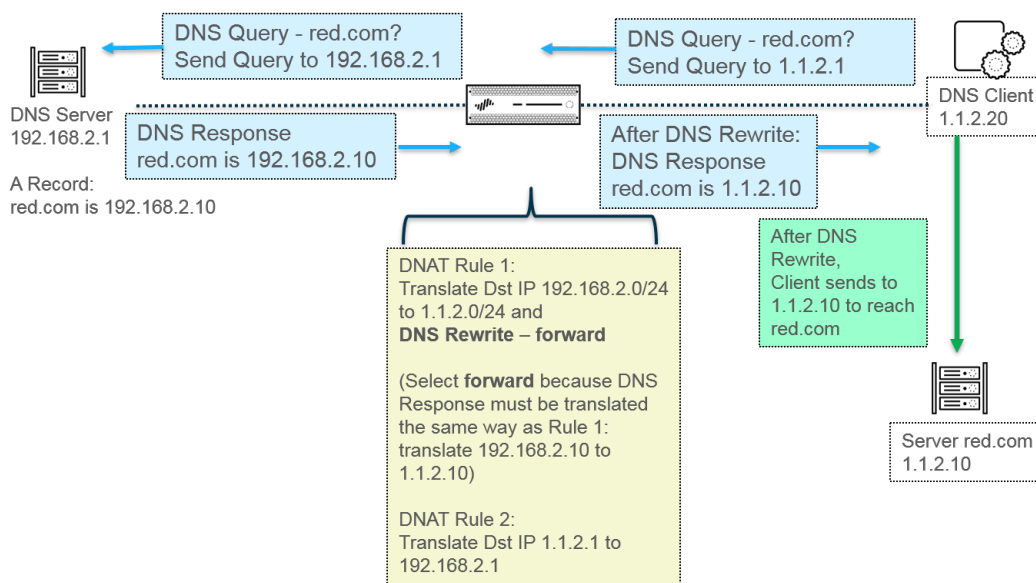 DNS Query - red.com?
Send Query to 192.168.2.1
DNS Query - red.com?
Send Query to 1.1.2.1
DNS Server
192.168.2.1
DNS Client
1.1.2.20
DNS Response
red.com is 192.168.2.10
After DNS Rewrite:
DNS Response
red.com is 1.1.2.10
A Record:
red.com is 192.168.2.10
After DNS
Rewrite,
Client sends to
1.1.2.10 to reach
red.com
DNAT Rule 1:
Translate Dst IP 192.168.2.0/24
to 1.1.2.0/24 and
DNS Rewrite – forward
(Select forward because DNS
Response must be translated
the same way as Rule 1:
translate 192.168.2.10 to
1.1.2.10)
DNAT Rule 2:
Translate Dst IP 1.1.2.1 to
192.168.2.1
Server red.com
1.1.2.10